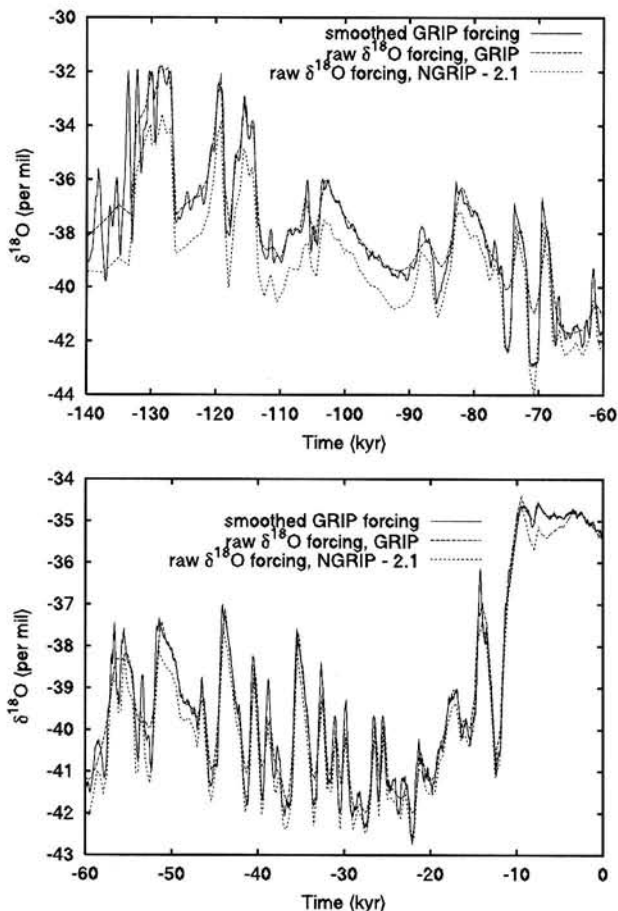 -30
-32
-34
-36
-38
-40
-42
-44
δ¹⁸O (per mil)
smoothed GRIP forcing
raw δ¹⁸O forcing, GRIP
raw δ¹⁸O forcing, NGRIP - 2.1
-140 -130 -120 -110 -100 -90 -80 -70 -60
Time (kyr)
-34
-35
-36
-37
-38
-39
-40
-41
-42
-43
δ¹⁸O (per mil)
smoothed GRIP forcing
raw δ¹⁸O forcing, GRIP
raw δ¹⁸O forcing, NGRIP - 2.1
-60 -50 -40 -30 -20 -10 0
Time (kyr)